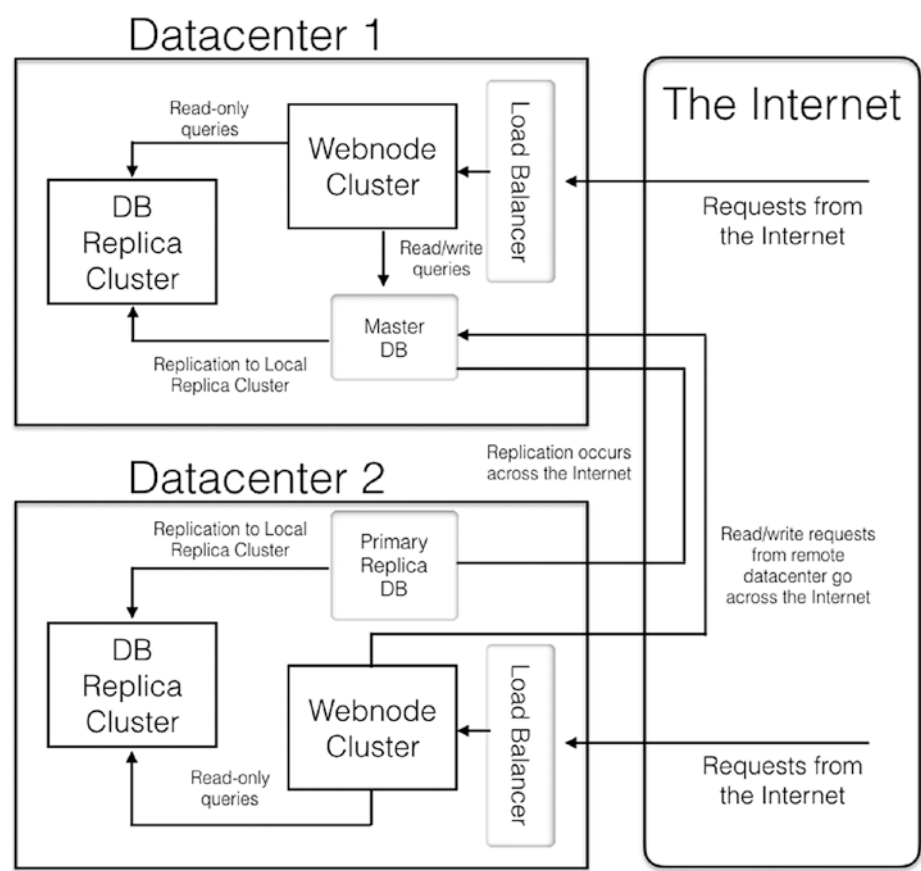 Datacenter 1
Read-only
queries
Webnode
Cluster
Load Balancer
The Internet
DB
Replica
Cluster
Requests from
the Internet
Read/write
queries
Master
DB
Replication to Local
Replica Cluster
Replication occurs
across the Internet
Datacenter 2
Replication to Local
Replica Cluster
Primary
Replica
DB
Read/write requests
from remote
datacenter go
across the Internet
DB
Replica
Cluster
Webnode
Cluster
Load Balancer
Read-only
queries
Requests from
the Internet